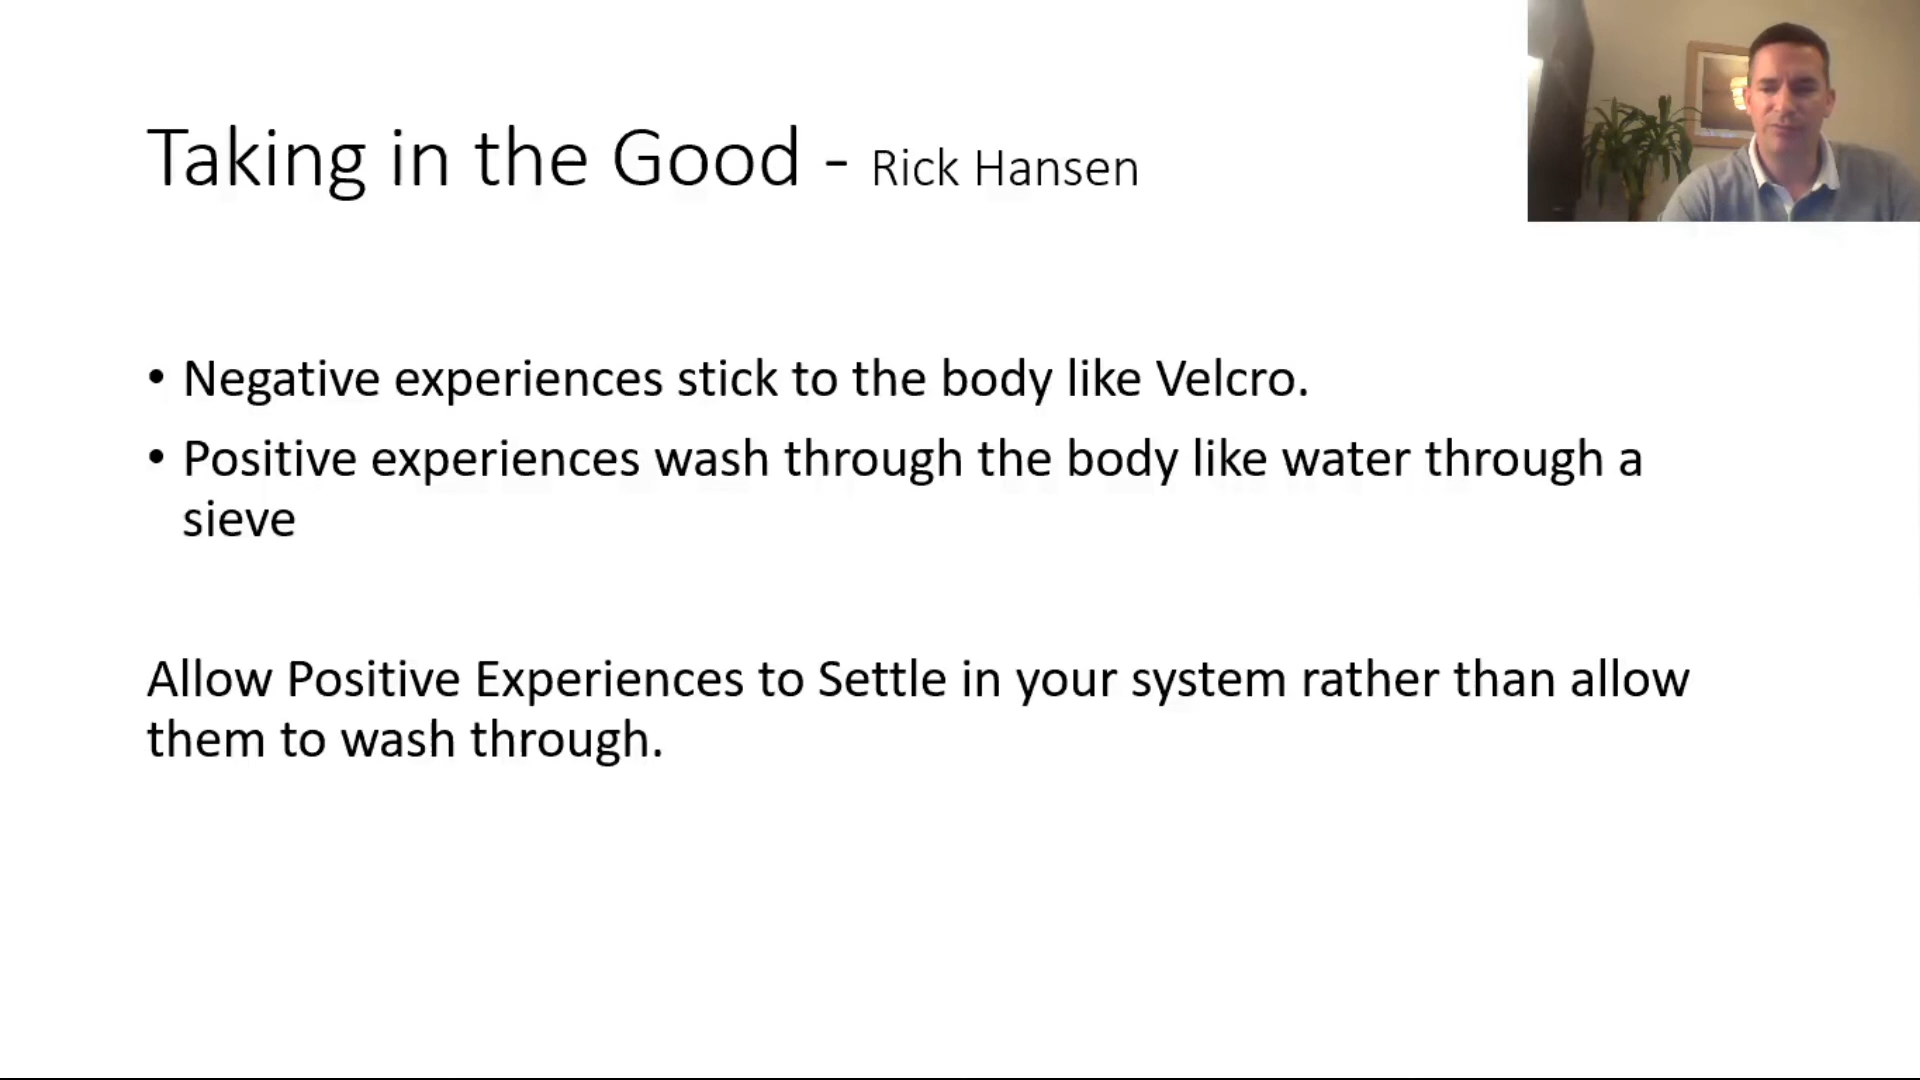 Taking in the Good - Rick Hansen
• Negative experiences stick to the body like Velcro.
• Positive experiences wash through the body like water through a
sieve
Allow Positive Experiences to Settle in your system rather than allow
them to wash through.